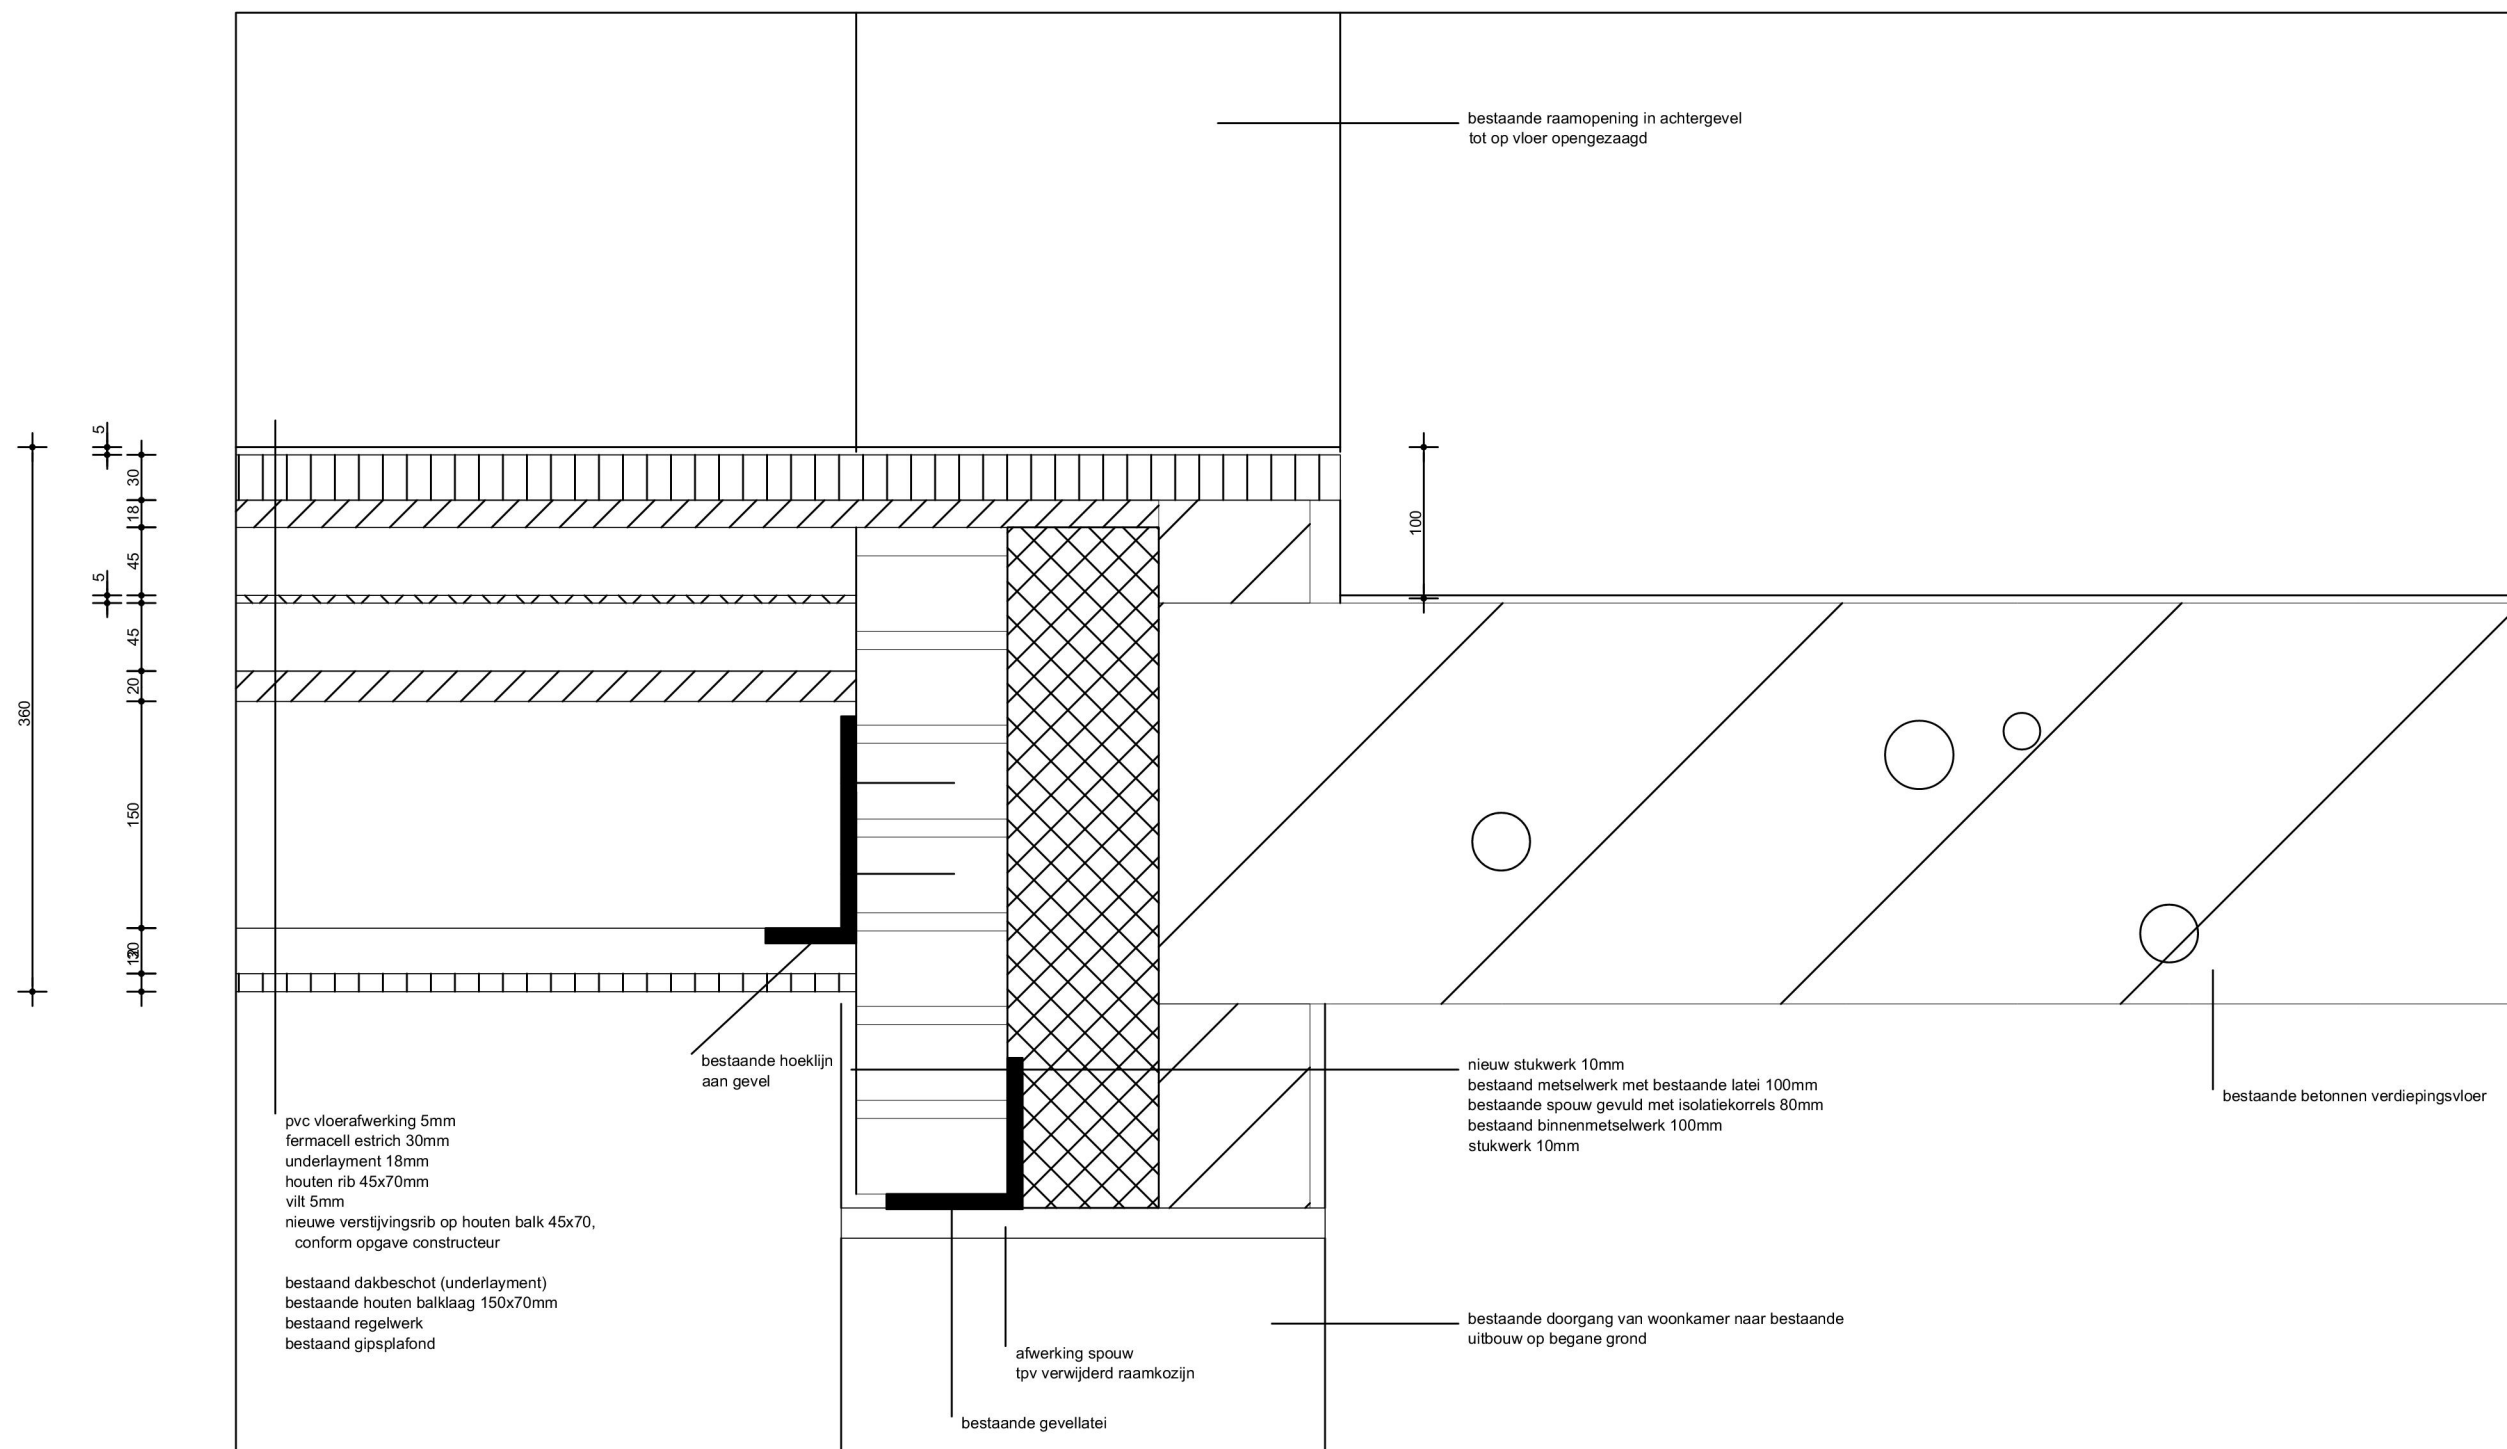 bestaande raamopening in achtergevel
tot op vloer opengezaagd
5
30
18
45
5
45
20
150
30
13
360
100
bestaande hoeklijn
aan gevel
nieuw stukwerk 10mm
bestaand metselwerk met bestaande latei 100mm
bestaande spouw gevuld met isolatiekorrels 80mm
bestaand binnenmetselwerk 100mm
stukwerk 10mm
bestaande betonnen verdiepingsvloer
pvc vloerafwerking 5mm
fermacell estrich 30mm
underlayment 18mm
houten rib 45x70mm
vilt 5mm
nieuwe verstijvingsrib op houten balk 45x70,
conform opgave constructeur
bestaand dakbeschot (underlayment)
bestaande houten balklaag 150x70mm
bestaand regelwerk
bestaand gipsplafond
bestaande doorgang van woonkamer naar bestaande
uitbouw op begane grond
afwerking spouw
tpv verwijderd raamkozijn
bestaande gevellatei